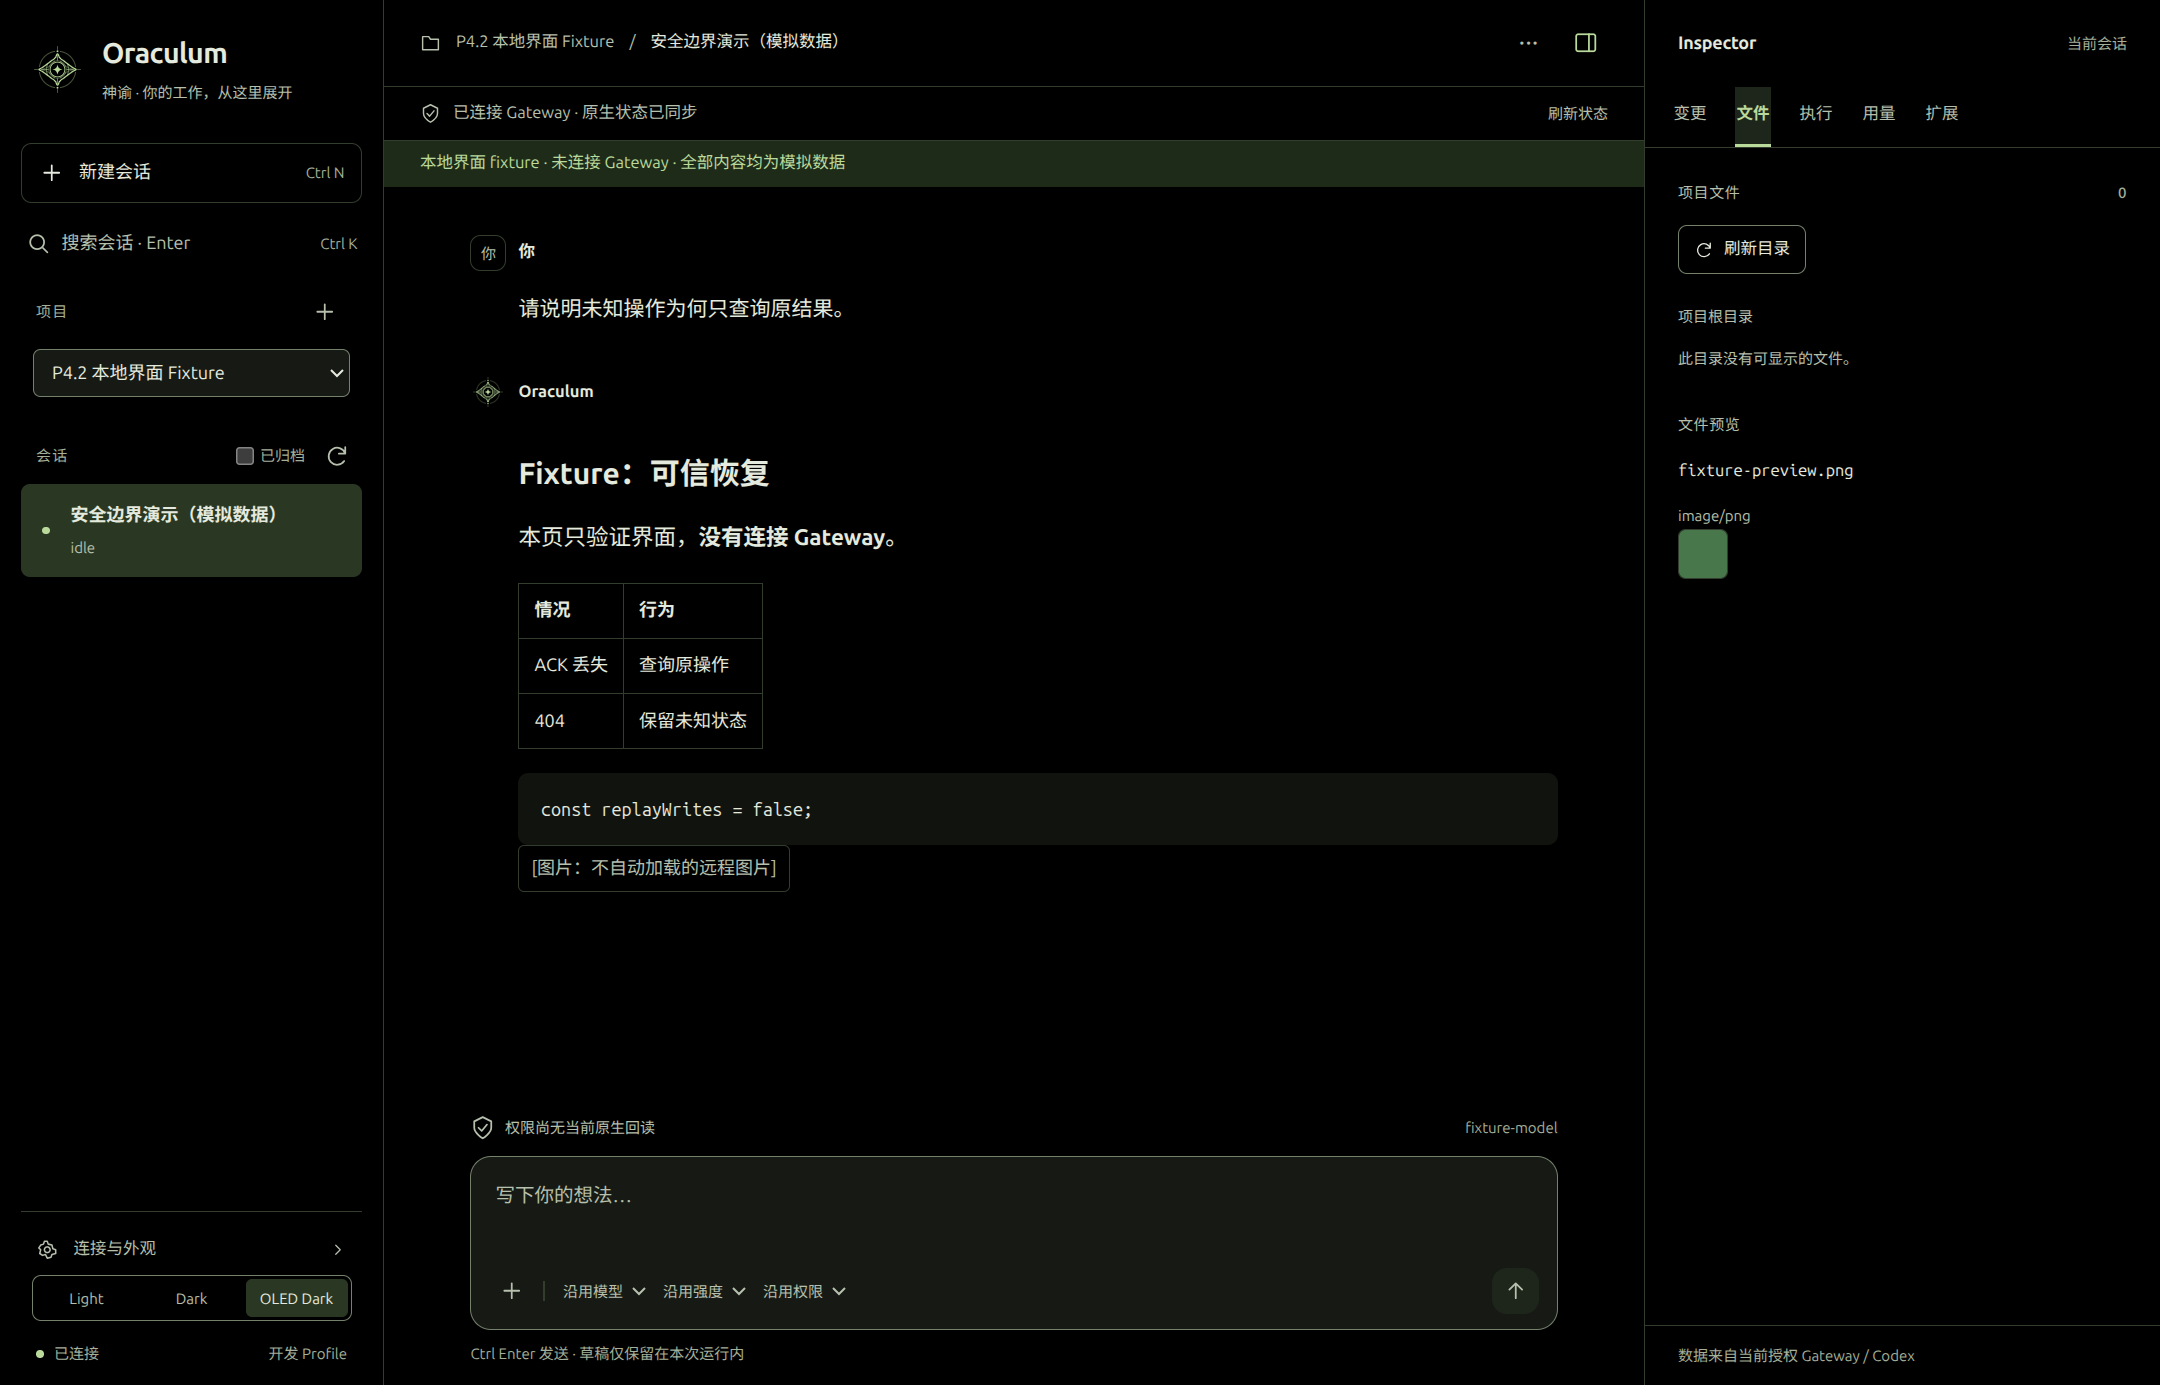 Oraculum
神谕 · 你的工作，从这里展开
新建会话 Ctrl N
搜索会话 · Enter Ctrl K
项目
P4.2 本地界面 Fixture
会话 已归档
安全边界演示（模拟数据）
idle
连接与外观
Light Dark OLED Dark
已连接 开发 Profile
P4.2 本地界面 Fixture / 安全边界演示（模拟数据）
已连接 Gateway · 原生状态已同步 刷新状态
本地界面 fixture · 未连接 Gateway · 全部内容均为模拟数据
你 你
请说明未知操作为何只查询原结果。
Oraculum
Fixture：可信恢复
本页只验证界面，没有连接 Gateway。
情况 行为
ACK 丢失 查询原操作
404 保留未知状态
const replayWrites = false;
[图片：不自动加载的远程图片]
权限尚无当前原生回读 fixture-model
写下你的想法…
沿用模型 沿用强度 沿用权限
Ctrl Enter 发送 · 草稿仅保留在本次运行内
Inspector 当前会话
变更 文件 执行 用量 扩展
项目文件 0
刷新目录
项目根目录
此目录没有可显示的文件。
文件预览
fixture-preview.png
image/png
数据来自当前授权 Gateway / Codex